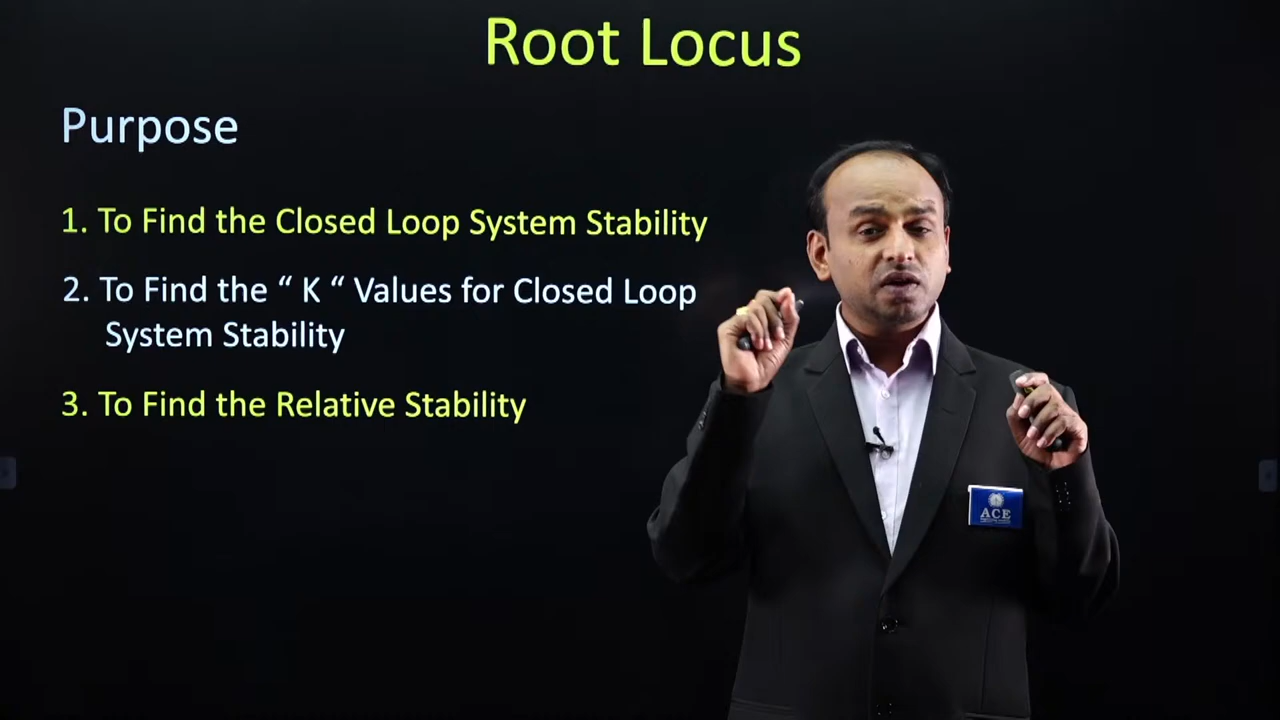 Root Locus
Purpose
1. To Find the Closed Loop System Stability
2. To Find the “ K “ Values for Closed Loop
System Stability
3. To Find the Relative Stability
ACE